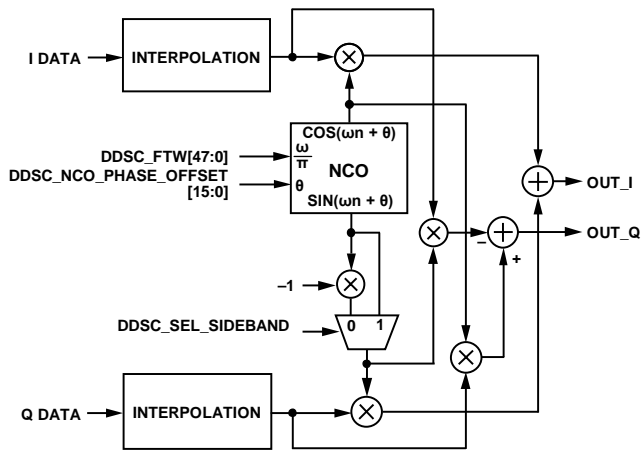 I DATA
INTERPOLATION
COS(ωn + θ)
DDSC_FTW[47:0]
ω
π
NCO
DDSC_NCO_PHASE_OFFSET
[15:0]
θ
SIN(ωn + θ)
OUT_I
–
OUT_Q
+
–1
0
1
DDSC_SEL_SIDEBAND
Q DATA
INTERPOLATION